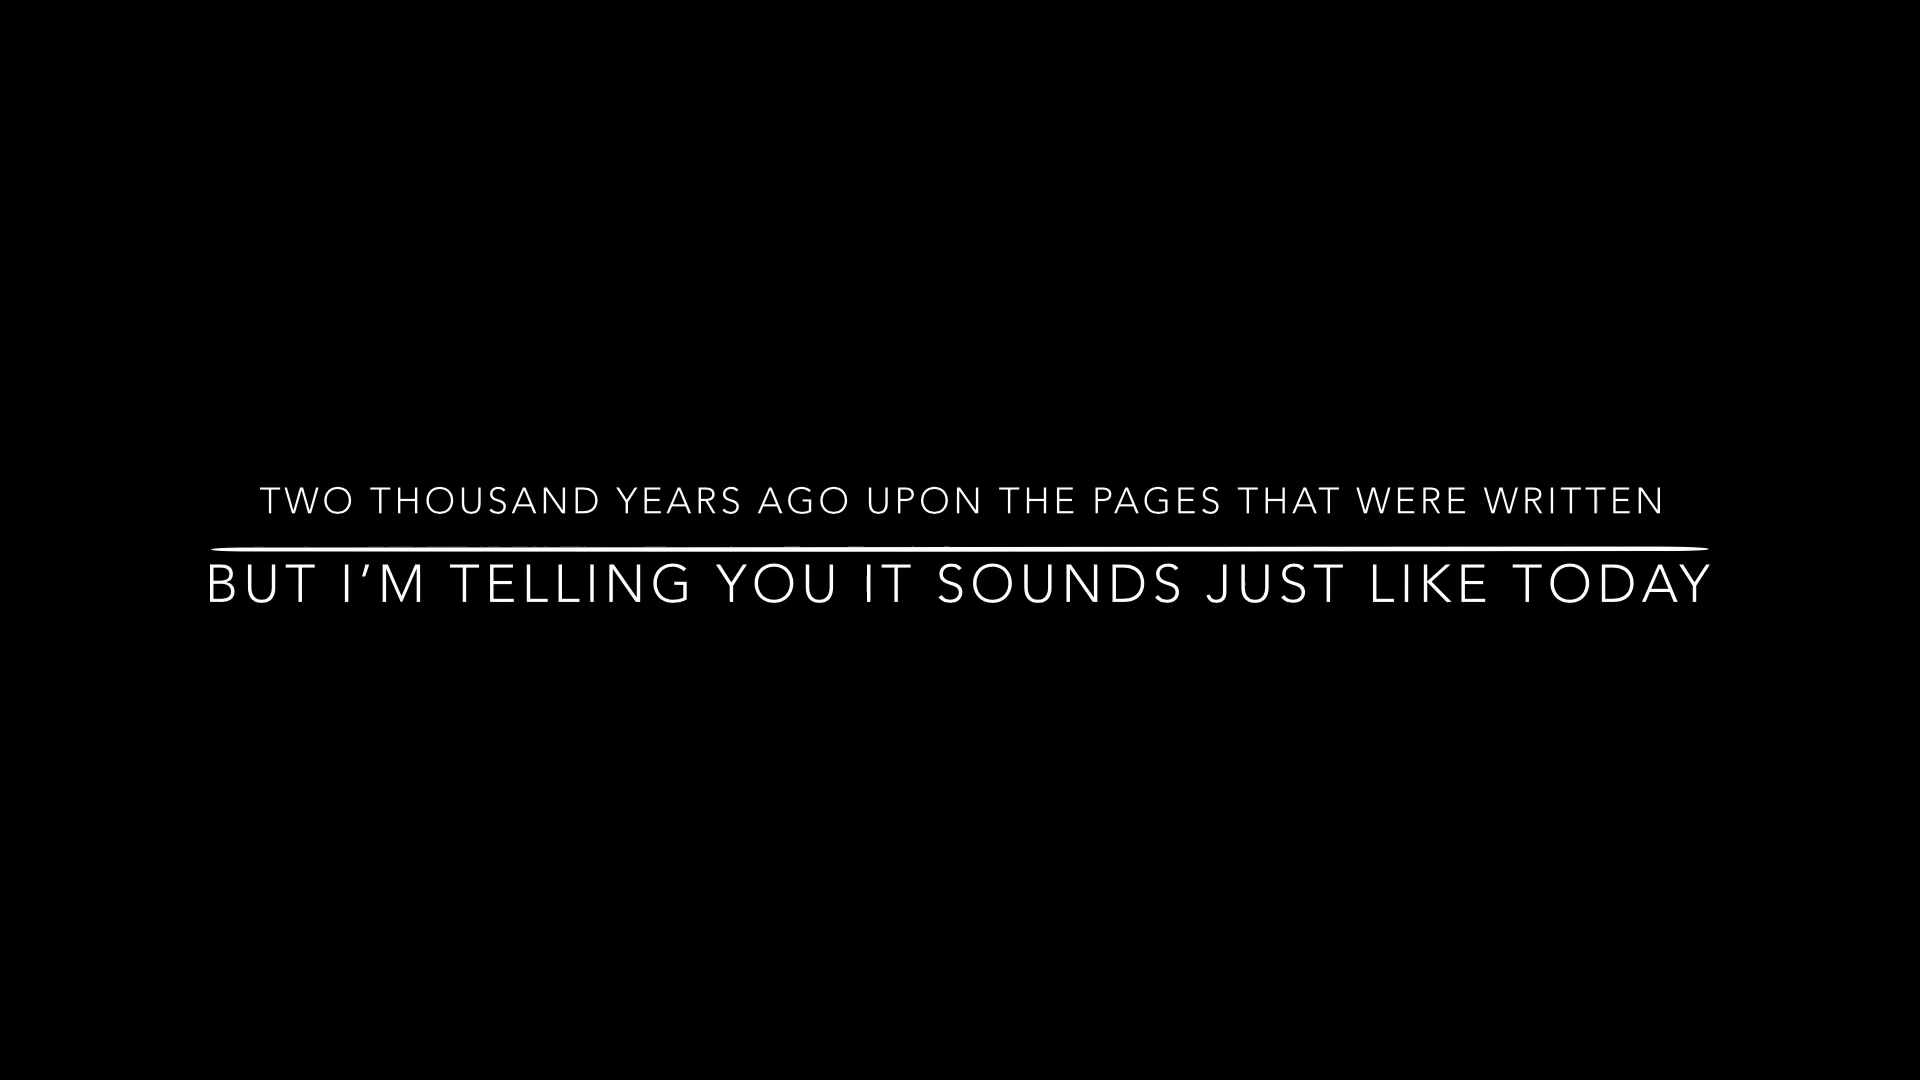 TWO THOUSAND YEARS AGO UPON THE PAGES THAT WERE WRITTEN
BUT I’M TELLING YOU IT SOUNDS JUST LIKE TODAY